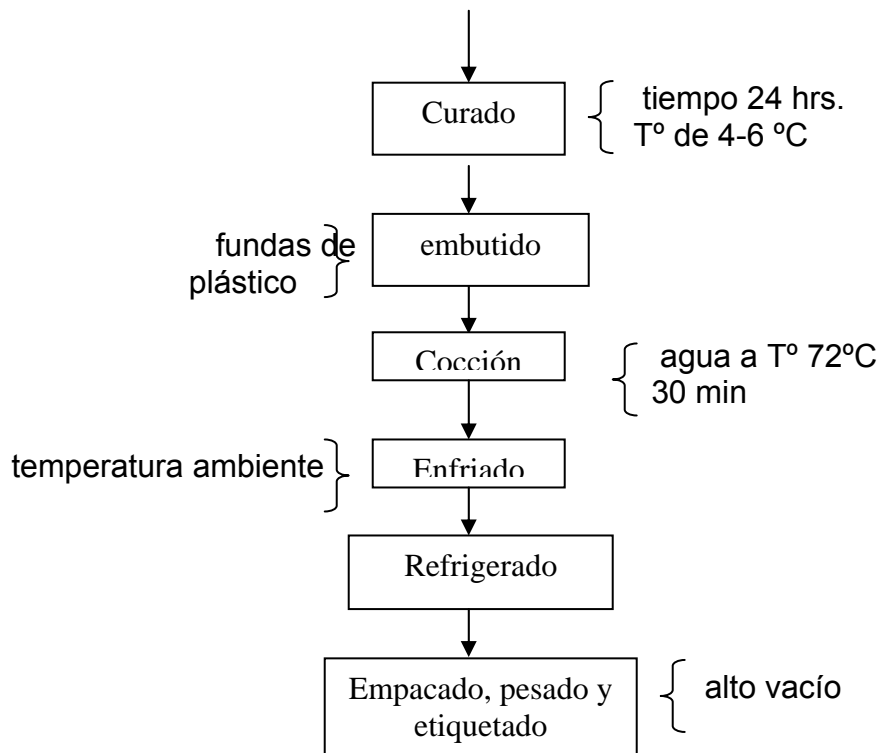 Curado
tiempo 24 hrs.
Tº de 4-6 ºC
fundas de
plástico
embutido
Cocción
agua a Tº 72ºC
30 min
temperatura ambiente
Enfriado
Refrigerado
Empacado, pesado y
etiquetado
alto vacío